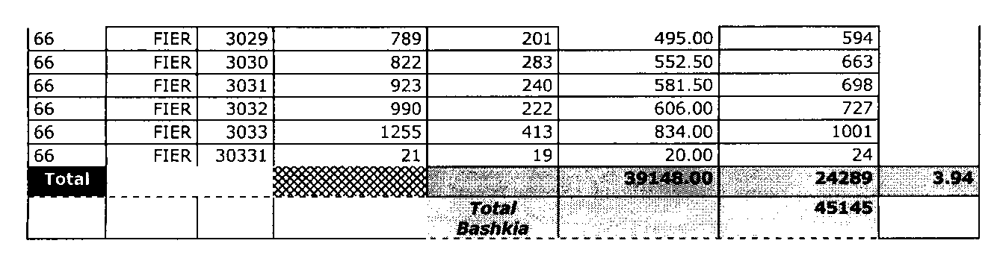 66 FIER 3029 789 201 495.00 594
66 FIER 3030 822 283 552.50 663
66 FIER 3031 923 240 581.50 698
66 FIER 3032 990 222 606.00 727
66 FIER 3033 1255 413 834.00 1001
66 FIER 30331 21 19 20.00 24
Total 39148.00 24289 3.94
Total 45145
Bashkia